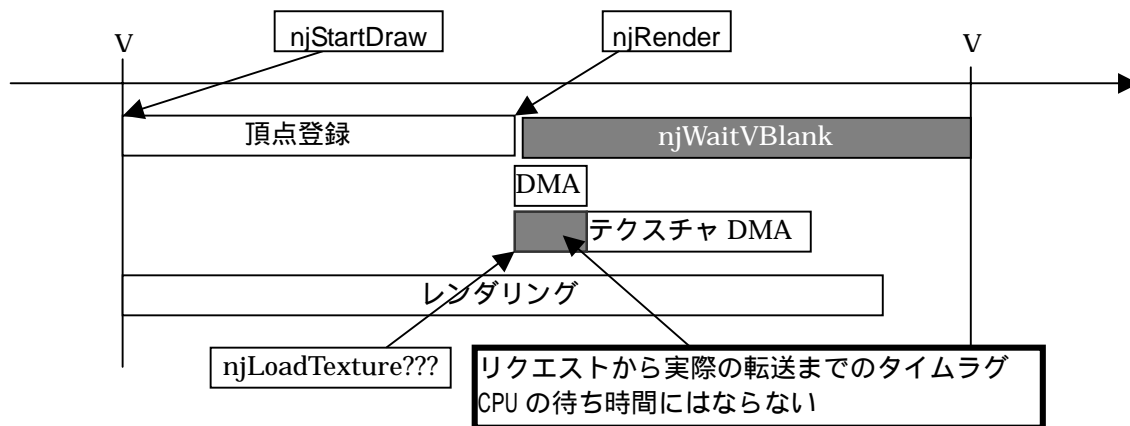 njStartDraw
njRender
V
V
頂点登録
njWaitVBlank
DMA
テクスチャ DMA
レンダリング
njLoadTexture???
リクエストから実際の転送までのタイムラグ
CPU の待ち時間にはならない